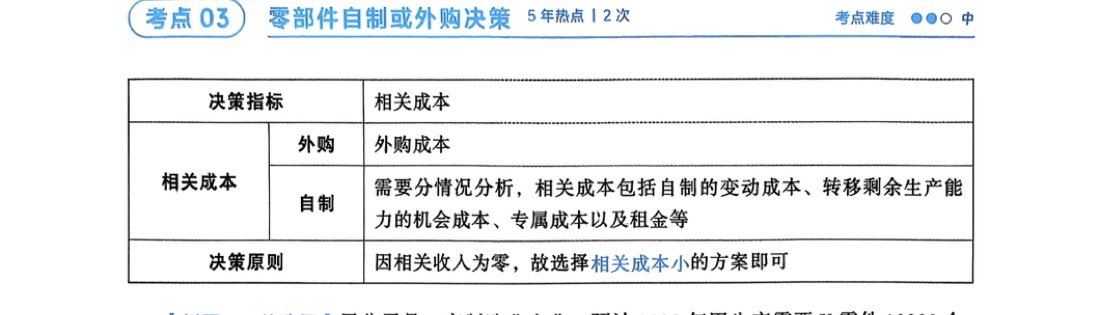 考点 03 零部件自制或外购决策 5 年热点 | 2 次 考点难度 中
决策指标 相关成本
相关成本 外购 外购成本
自制 需要分情况分析，相关成本包括自制的变动成本、转移剩余生产能
力的机会成本、专属成本以及租金等
决策原则 因相关收入为零，故选择相关成本小的方案即可